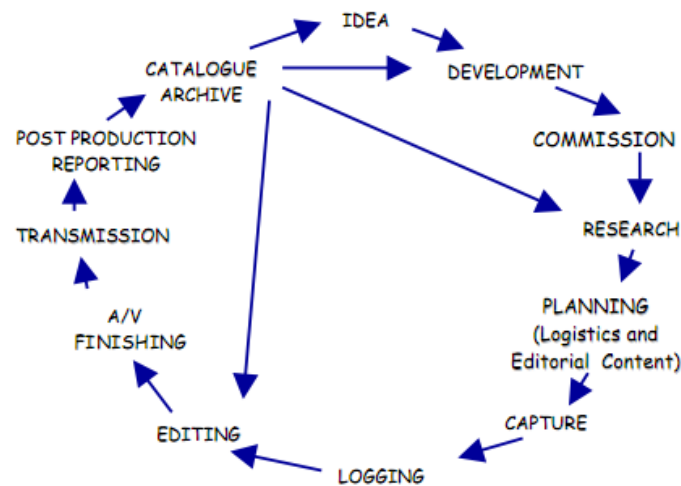 IDEA
CATALOGUE
ARCHIVE
DEVELOPMENT
POST PRODUCTION
REPORTING
COMMISSION
TRANSMISSION
RESEARCH
A/V
FINISHING
PLANNING
(Logistics and
Editorial Content)
EDITING
CAPTURE
LOGGING